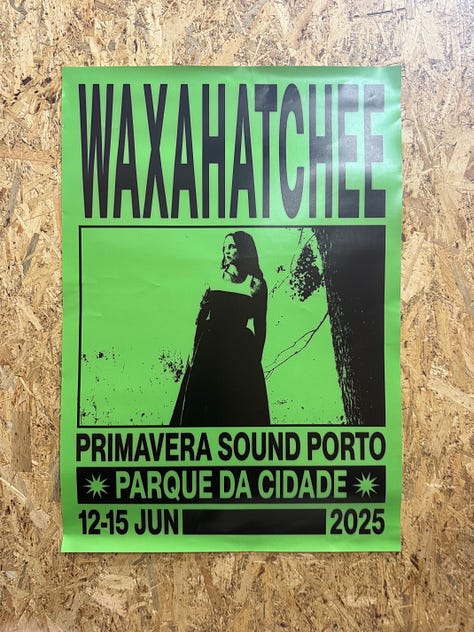 WAXAHATCHEE
PRIMAVERA SOUND PORTO
PARQUE DA CIDADE
12-15 JUN 2025